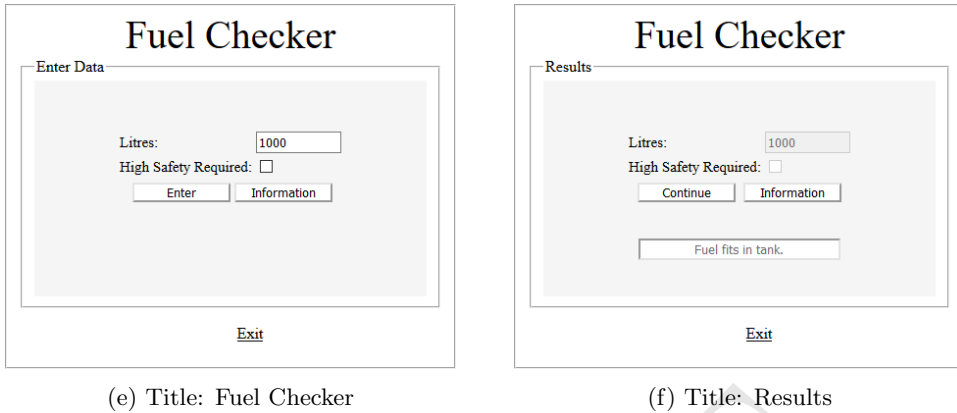 Fuel Checker
Enter Data
Litres: 1000
High Safety Required:
Enter Information
Exit
(e) Title: Fuel Checker
Fuel Checker
Results
Litres: 1000
High Safety Required:
Continue Information
Fuel fits in tank.
Exit
(f) Title: Results